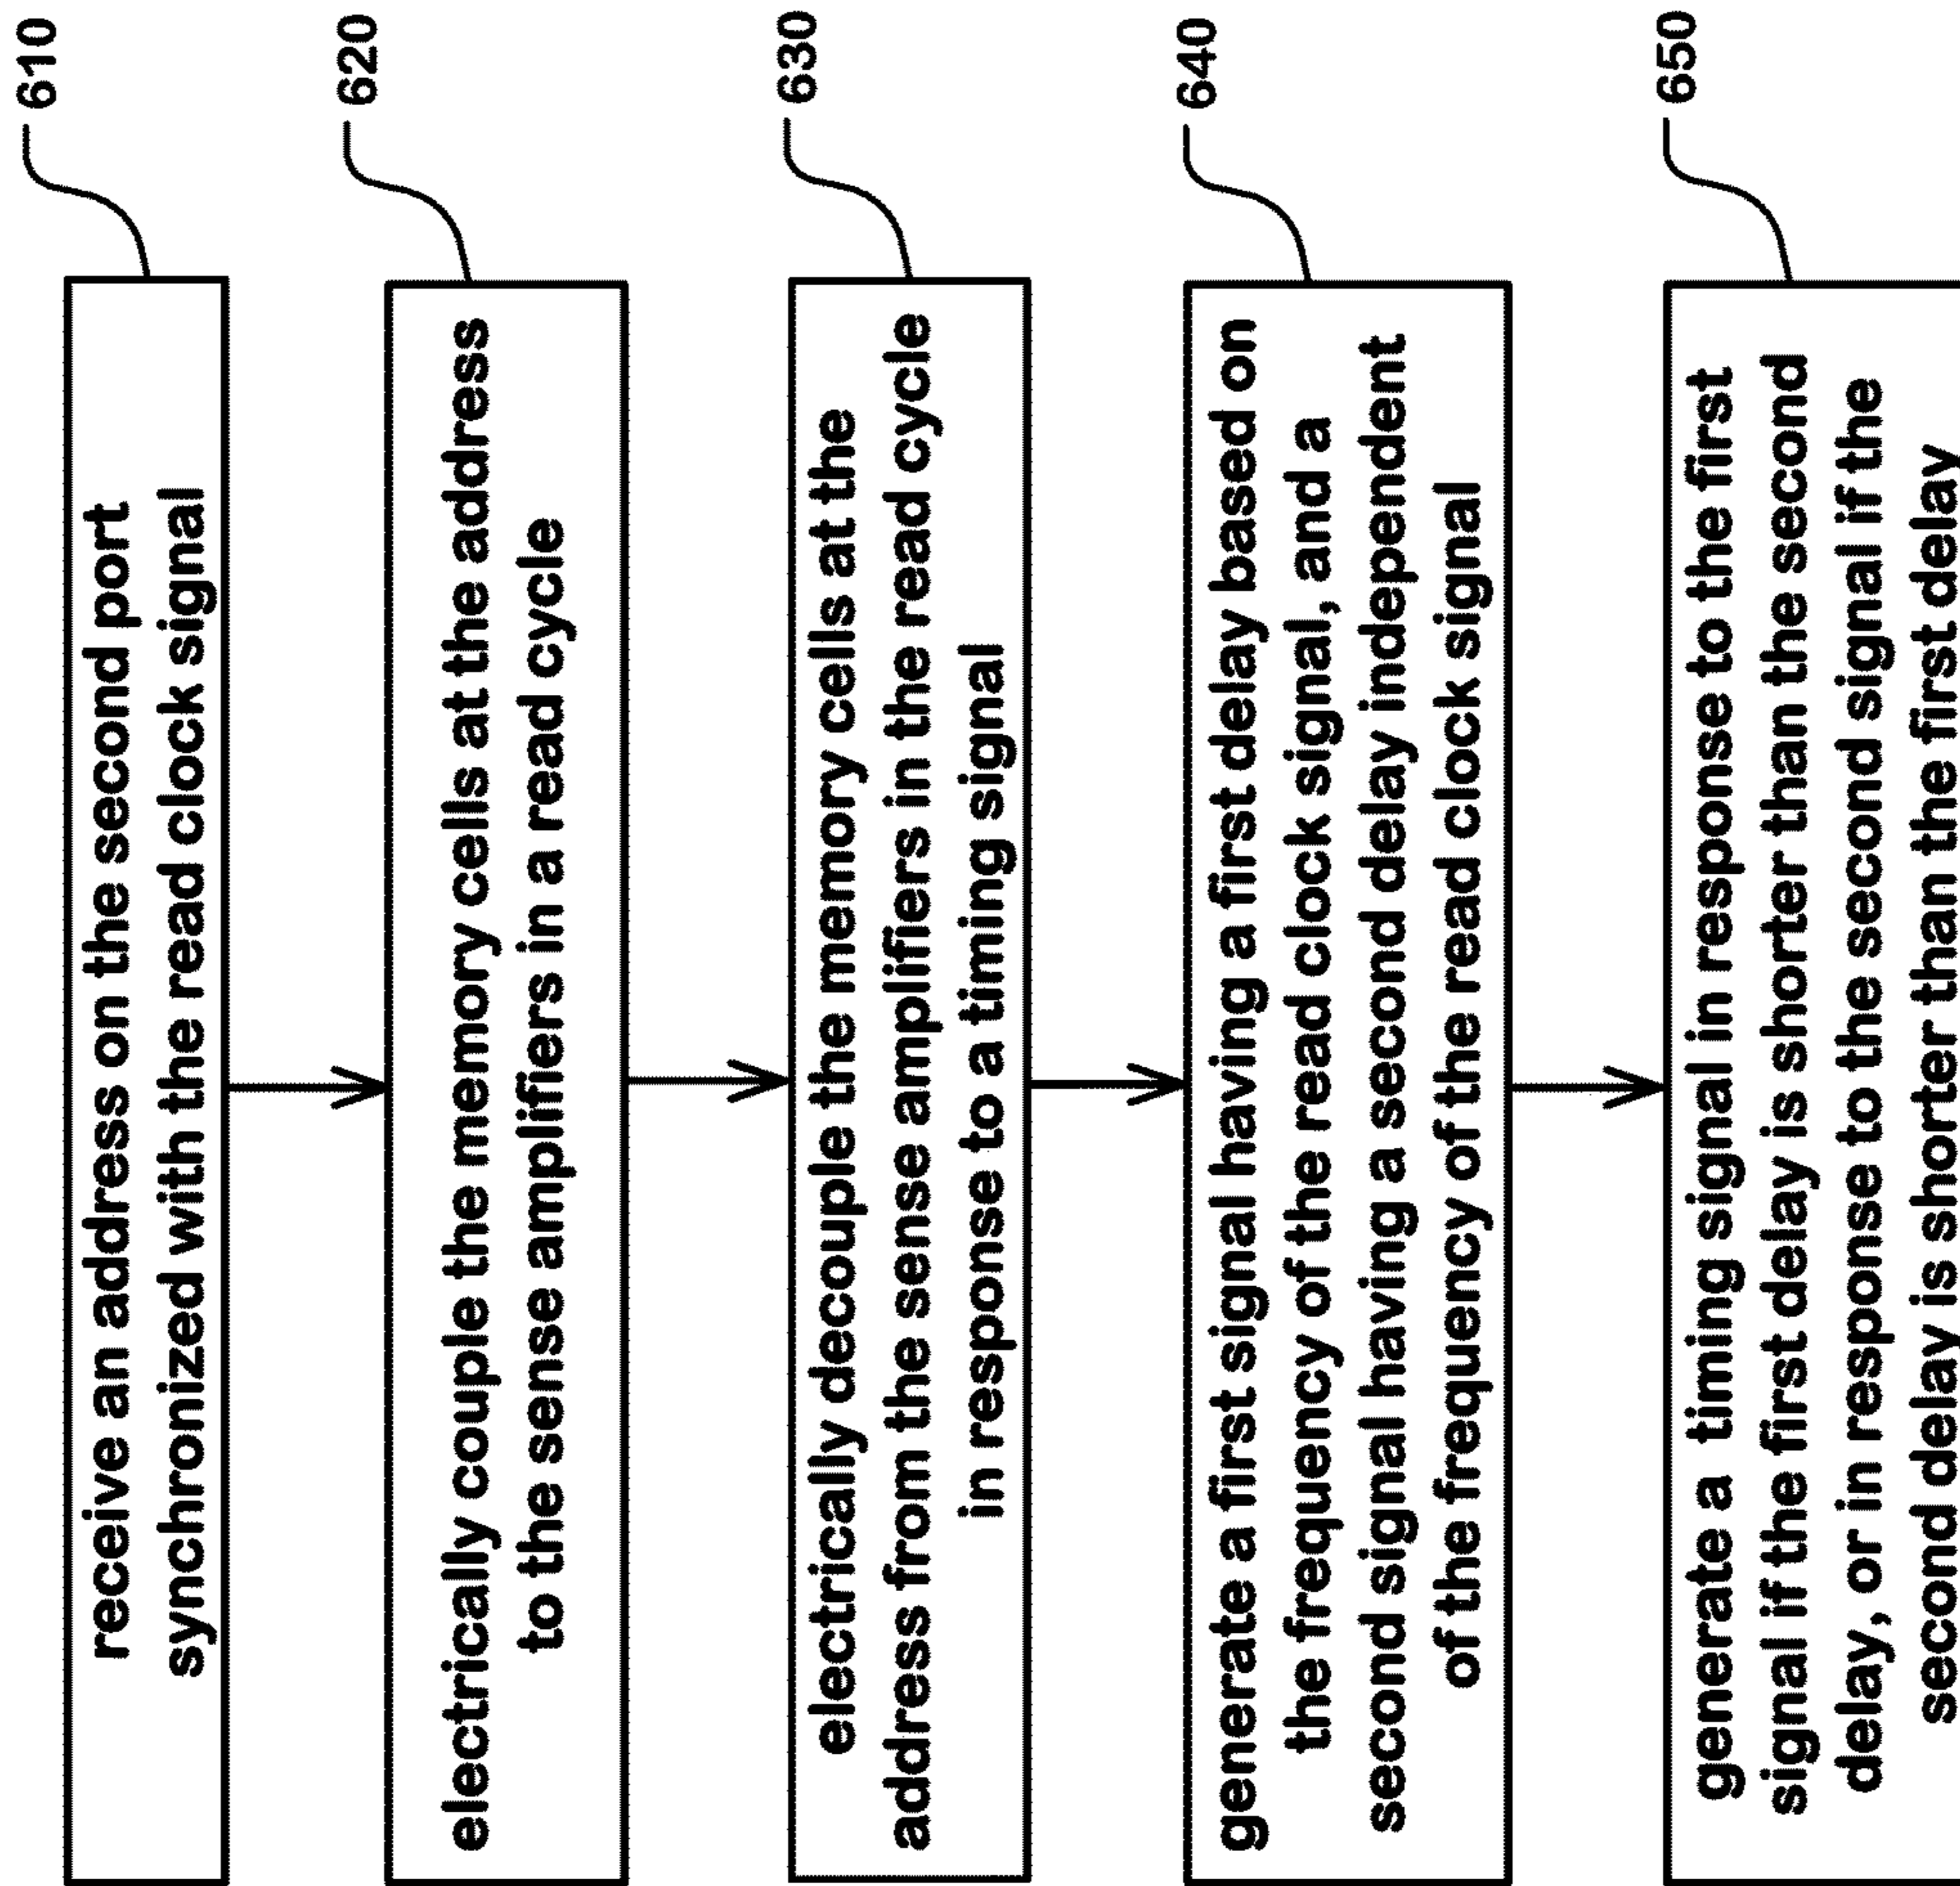 610
receive an address on the second port
synchronized with the read clock signal
620
electrically couple the memory cells at the address
to the sense amplifiers in a read cycle
630
electrically decouple the memory cells at the
address from the sense amplifiers in the read cycle
in response to a timing signal
640
generate a first signal having a first delay based on
the frequency of the read clock signal, and a
second signal having a second delay independent
of the frequency of the read clock signal
650
generate a timing signal in response to the first
signal if the first delay is shorter than the second
delay, or in response to the second signal if the
second delay is shorter than the first delay